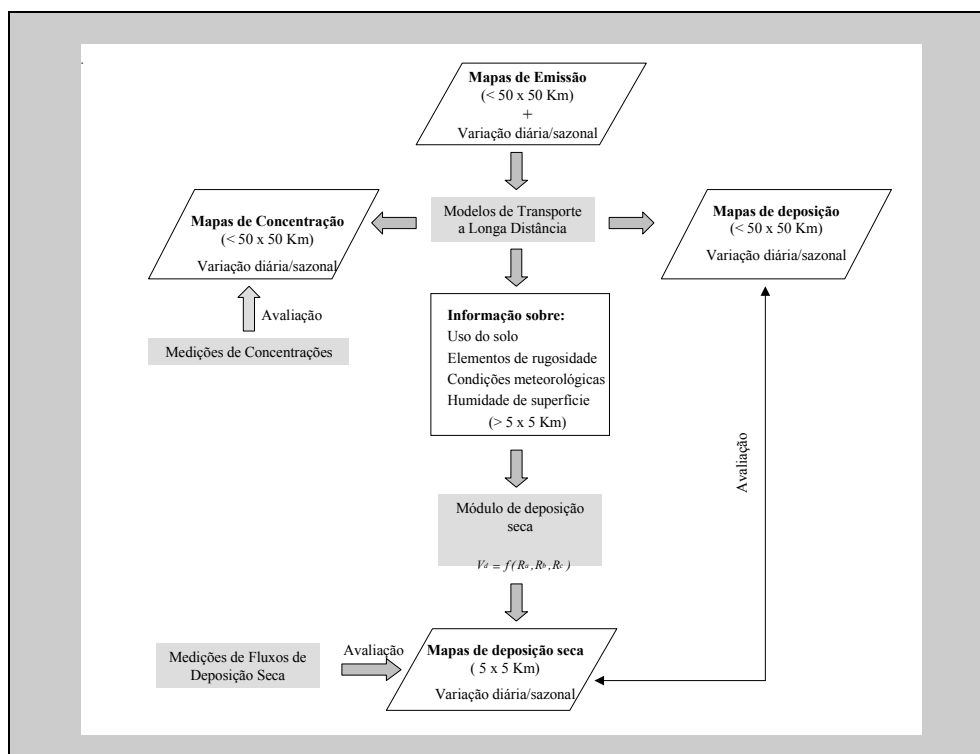 Mapas de Emissão
(< 50 x 50 Km)
+
Variação diária/sazonal
Modelos de Transporte
a Longa Distância
Mapas de Concentração
(< 50 x 50 Km)
Variação diária/sazonal
Mapas de deposição
(< 50 x 50 Km)
Variação diária/sazonal
Avaliação
Medições de Concentrações
Informação sobre:
Uso do solo
Elementos de rugosidade
Condições meteorológicas
Humidade de superfície
(> 5 x 5 Km)
Avaliação
Módulo de deposição
seca
Vd = f(Ra,Rb,Rc)
Medições de Fluxos de
Deposição Seca
Avaliação
Mapas de deposição seca
( 5 x 5 Km)
Variação diária/sazonal